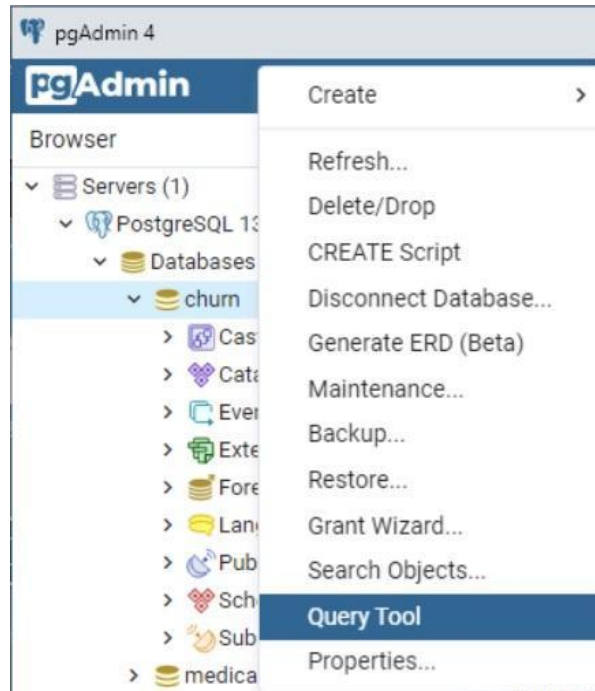 pgAdmin 4
pgAdmin
Browser
Servers (1)
PostgreSQL 13
Databases
churn
Cas
Cata
Ever
Exte
Fore
Lan
Pub
Sch
Sub
medica
Create
Refresh...
Delete/Drop
CREATE Script
Disconnect Database...
Generate ERD (Beta)
Maintenance...
Backup...
Restore...
Grant Wizard...
Search Objects...
Query Tool
Properties...